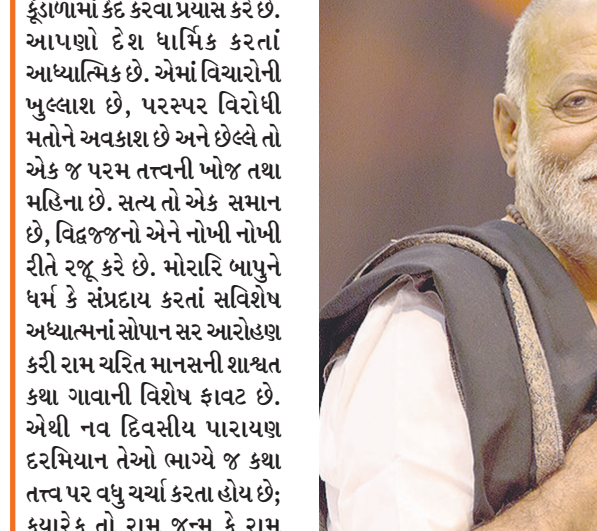 કૂંડાળામાં કેદ કરવા પ્રયાસ કરે છે.
આપણો દેશ ધાર્મિક કરતાં
આધ્યાત્મિક છે. એમાં વિચારોની
ખુલ્લાશ છે, પરસ્પર વિરોધી
મતોને અવકાશ છે અને છેલ્લે તો
એક જ પરમ તત્ત્વની ખોજ તથા
મહિના છે. સત્ય તો એક સમાન
છે, વિદ્વજ્જનો એને નોખી નોખી
રીતે રજૂ કરે છે. મોરારિ બાપુને
ધર્મ કે સંપ્રદાય કરતાં સવિશેષ
અધ્યાત્મનાં સોપાન સર આરોહણ
કરી રામ ચરિત માનસની શાશ્વત
કથા ગાવાની વિશેષ ફાવટ છે.
એથી નવ દિવસીય પારાયણ
દરમિયાન તેઓ ભાગ્યે જ કથા
તત્ત્વ પર વધુ ચર્ચા કરતા હોય છે;
ક્યારેક તો રામ જન્મ કે રામ